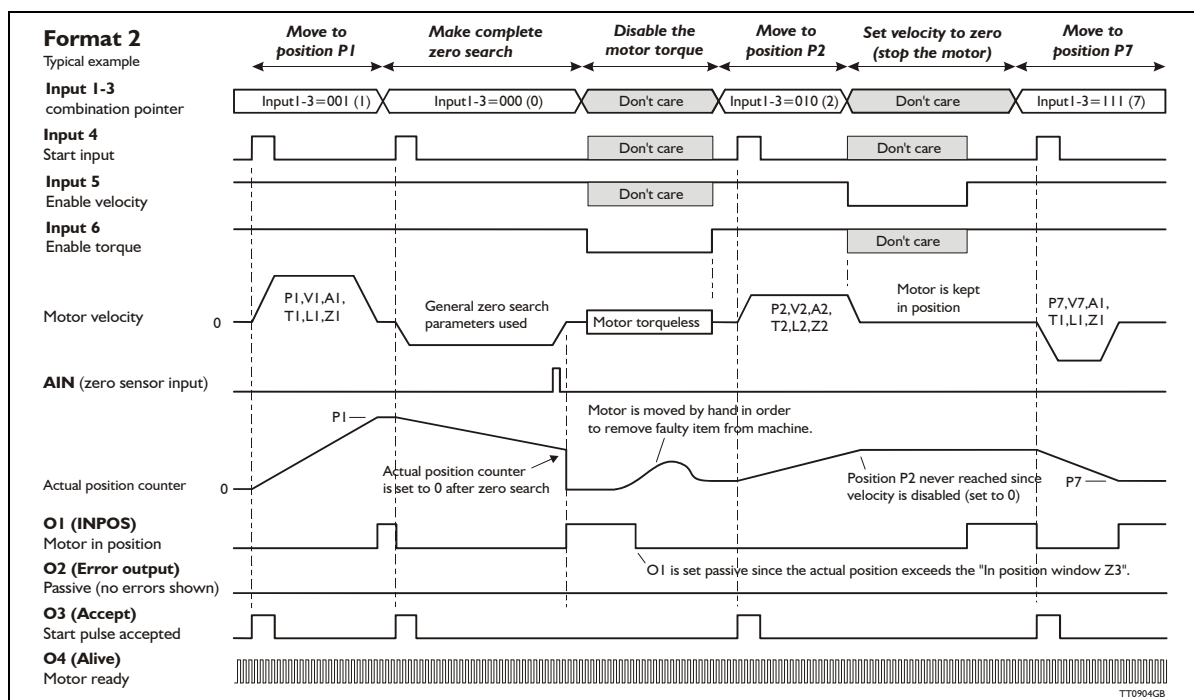 Format 2
Typical example
Move to
position P1
Make complete
zero search
Disable the
motor torque
Move to
position P2
Set velocity to zero
(stop the motor)
Move to
position P7
Input 1-3
combination pointer
Input1-3=001 (1)
Input1-3=000 (0)
Don't care
Input1-3=010 (2)
Don't care
Input1-3=111 (7)
Input 4
Start input
Don't care
Don't care
Input 5
Enable velocity
Don't care
Input 6
Enable torque
Don't care
Motor velocity
0
P1,V1,A1,
T1,L1,Z1
General zero search
parameters used
Motor torqueless
P2,V2,A2,
T2,L2,Z2
Motor is kept
in position
P7,V7,A1,
T1,L1,Z1
AIN (zero sensor input)
P1
Motor is moved by hand in order
to remove faulty item from machine.
Actual position counter
0
Actual position counter
is set to 0 after zero search
Position P2 never reached since
velocity is disabled (set to 0)
P7
O1 (INPOS)
Motor in position
O1 is set passive since the actual position exceeds the "In position window Z3".
O2 (Error output)
Passive (no errors shown)
O3 (Accept)
Start pulse accepted
O4 (Alive)
Motor ready
TT0904GB